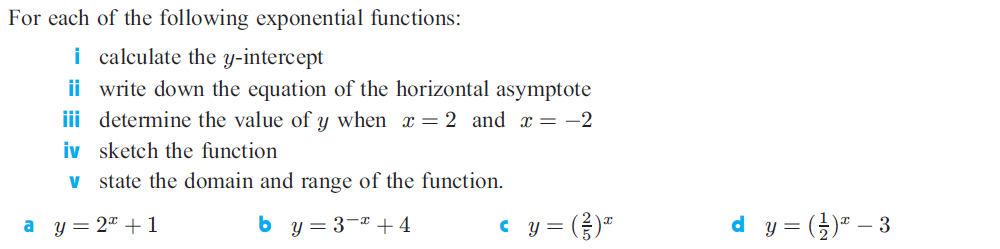 For each of the following exponential functions:
i calculate the y-intercept
ii write down the equation of the horizontal asymptote
iii determine the value of y when x = 2 and x = −2
iv sketch the function
v state the domain and range of the function.
a y = 2^x + 1 b y = 3^{−x} + 4 c y = (2/5)^x d y = (1/2)^x − 3